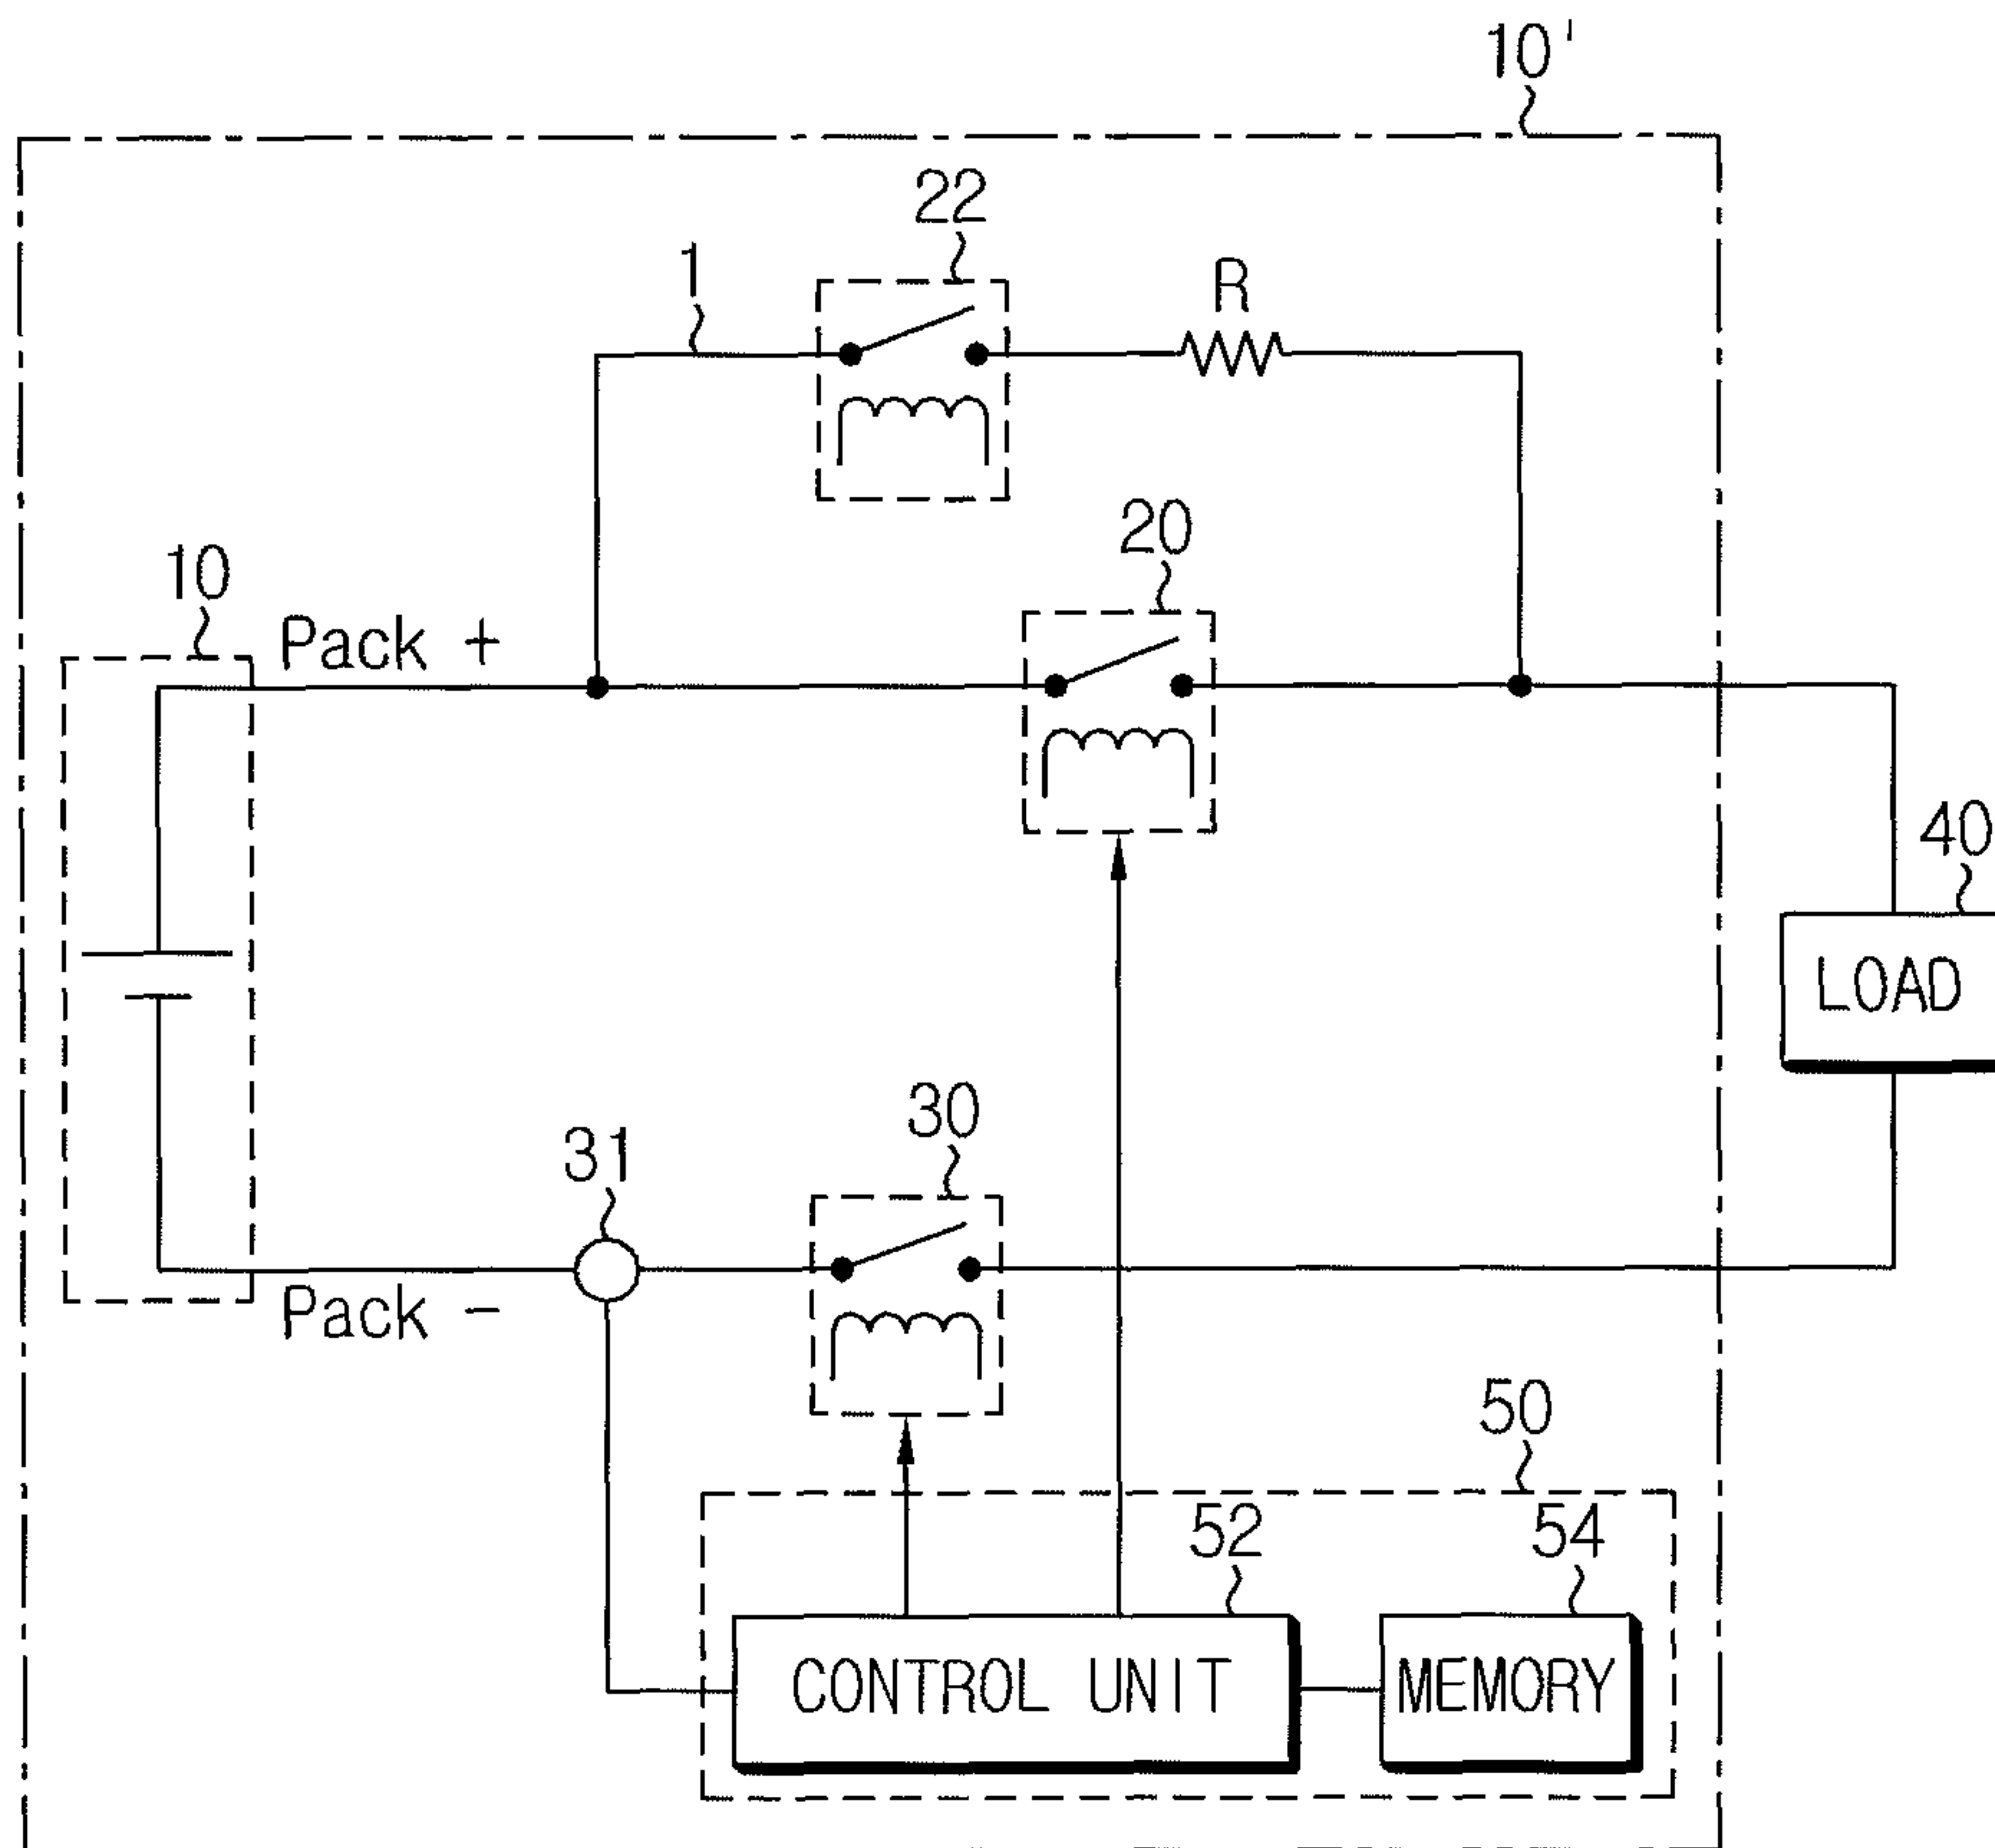 10'
22
1
R
20
10
Pack +
40
LOAD
30
31
Pack -
50
52
54
CONTROL UNIT
MEMORY